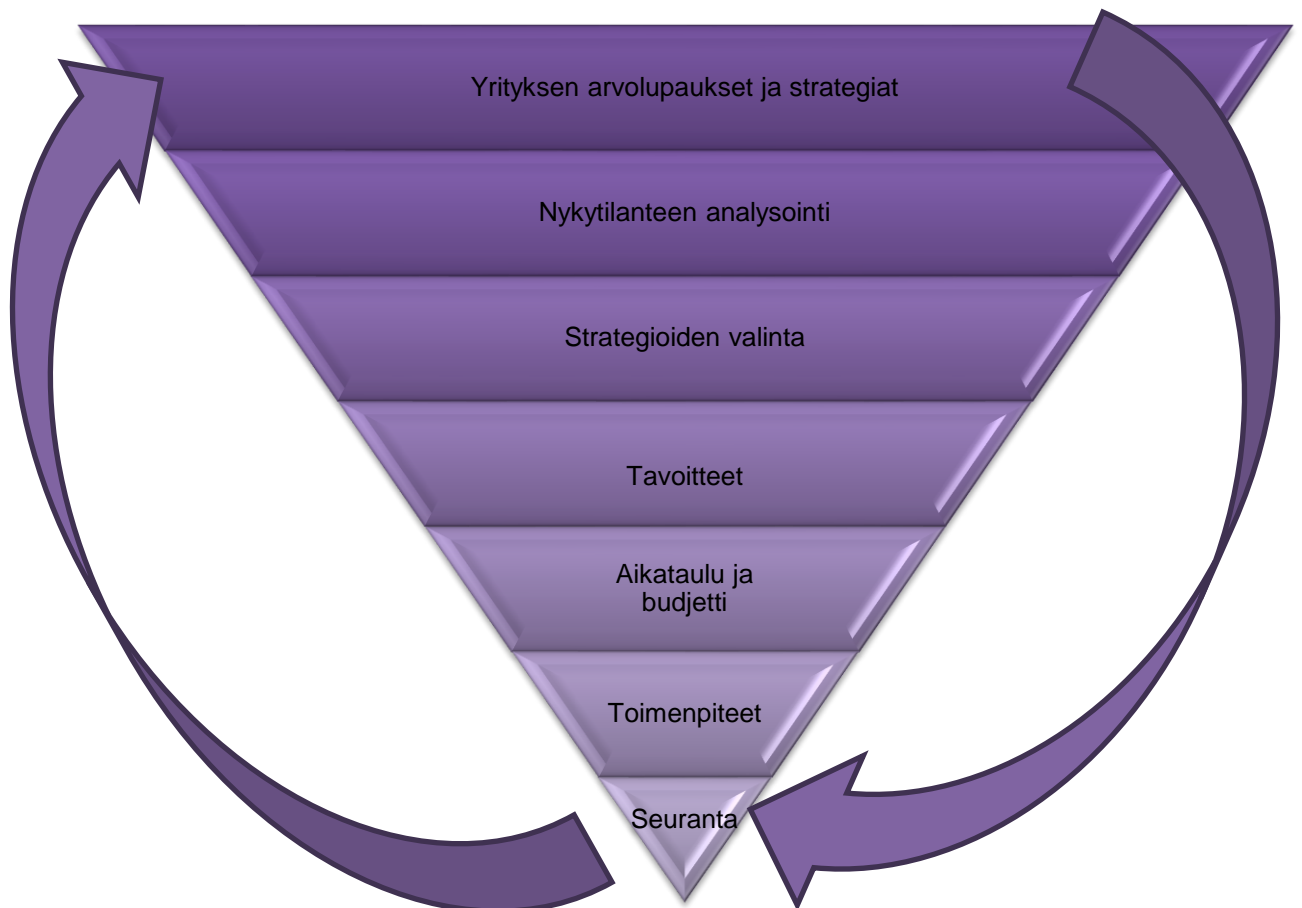 Yrityksen arvolupaukset ja strategiat
Nykytilanteen analysointi
Strategioiden valinta
Tavoitteet
Aikataulu ja
budjetti
Toimenpiteet
Seuranta